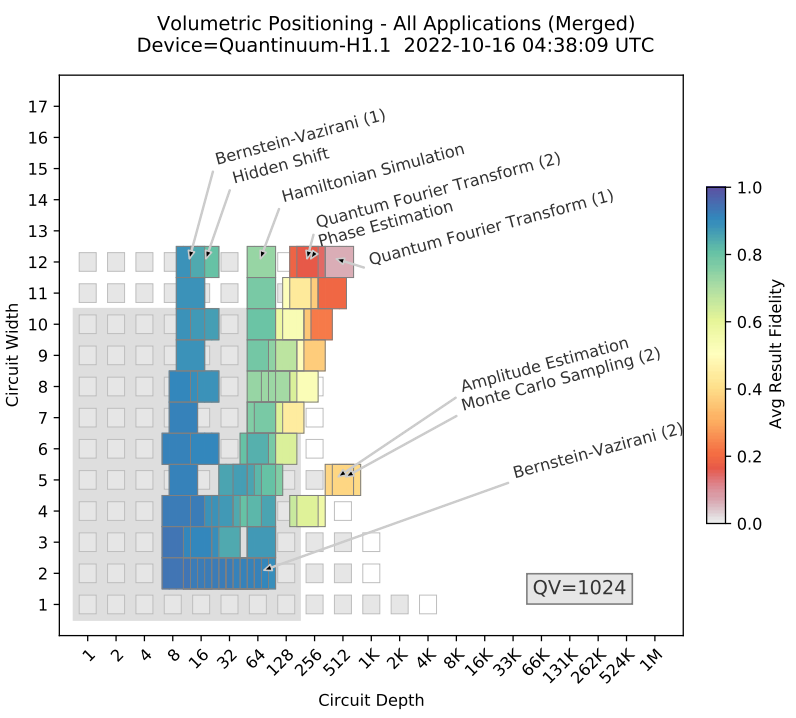 Volumetric Positioning - All Applications (Merged)
Device=Quantinuum-H1.1  2022-10-16 04:38:09 UTC
Circuit Width
17
16
15
14
13
12
11
10
9
8
7
6
5
4
3
2
1
Bernstein-Vazirani (1)
Hidden Shift
Hamiltonian Simulation
Quantum Fourier Transform (2)
Phase Estimation
Quantum Fourier Transform (1)
Amplitude Estimation
Monte Carlo Sampling (2)
Bernstein-Vazirani (2)
QV=1024
1 2 4 8 16 32 64 128 256 512 1K 2K 4K 8K 16K 33K 66K 131K 262K 524K 1M
Circuit Depth
1.0
0.8
0.6
0.4
0.2
0.0
Avg Result Fidelity